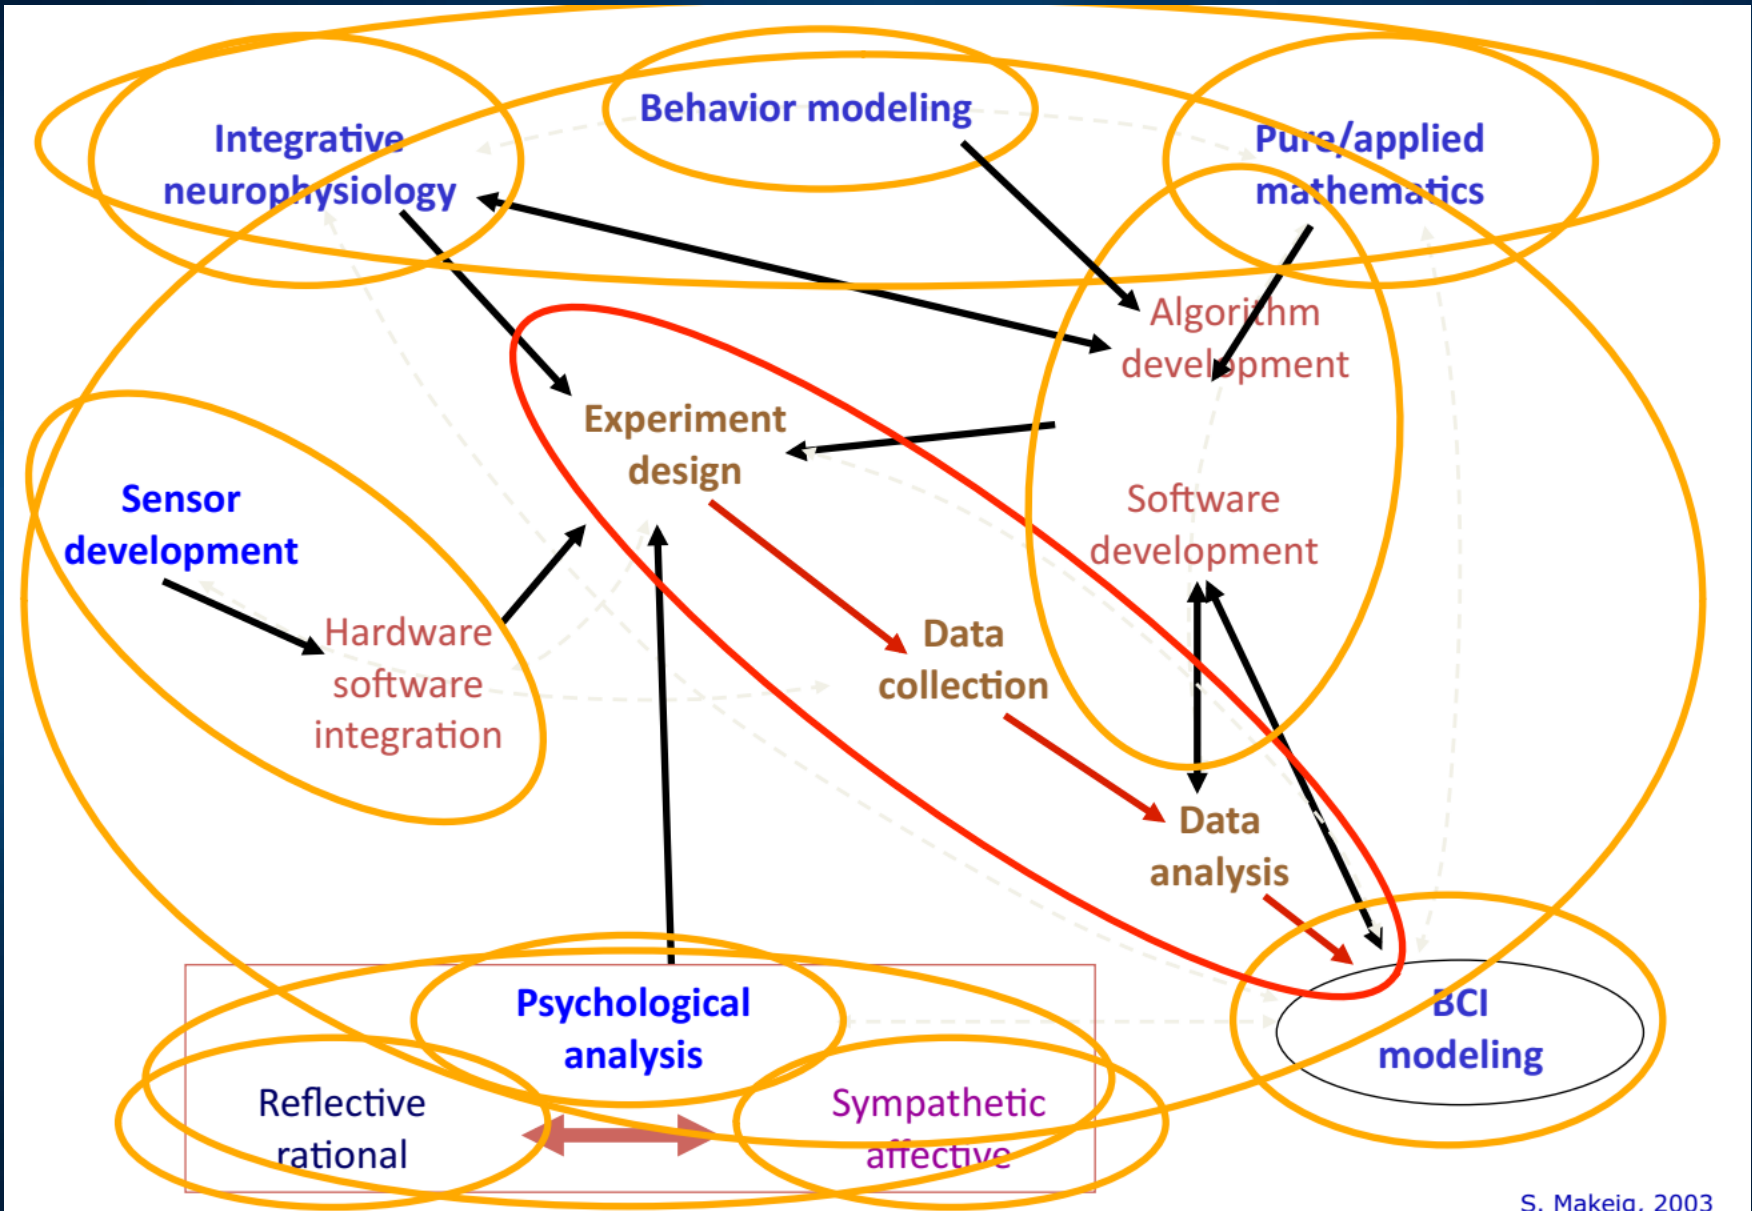 Behavior modeling
Integrative
neurophysiology
Pure/applied
mathematics
Algorithm
development
Experiment
design
Sensor
development
Software
development
Hardware
software
integration
Data
collection
Data
analysis
Psychological
analysis
BCI
modeling
Reflective
rational
Sympathetic
affective
S. Makeig, 2003